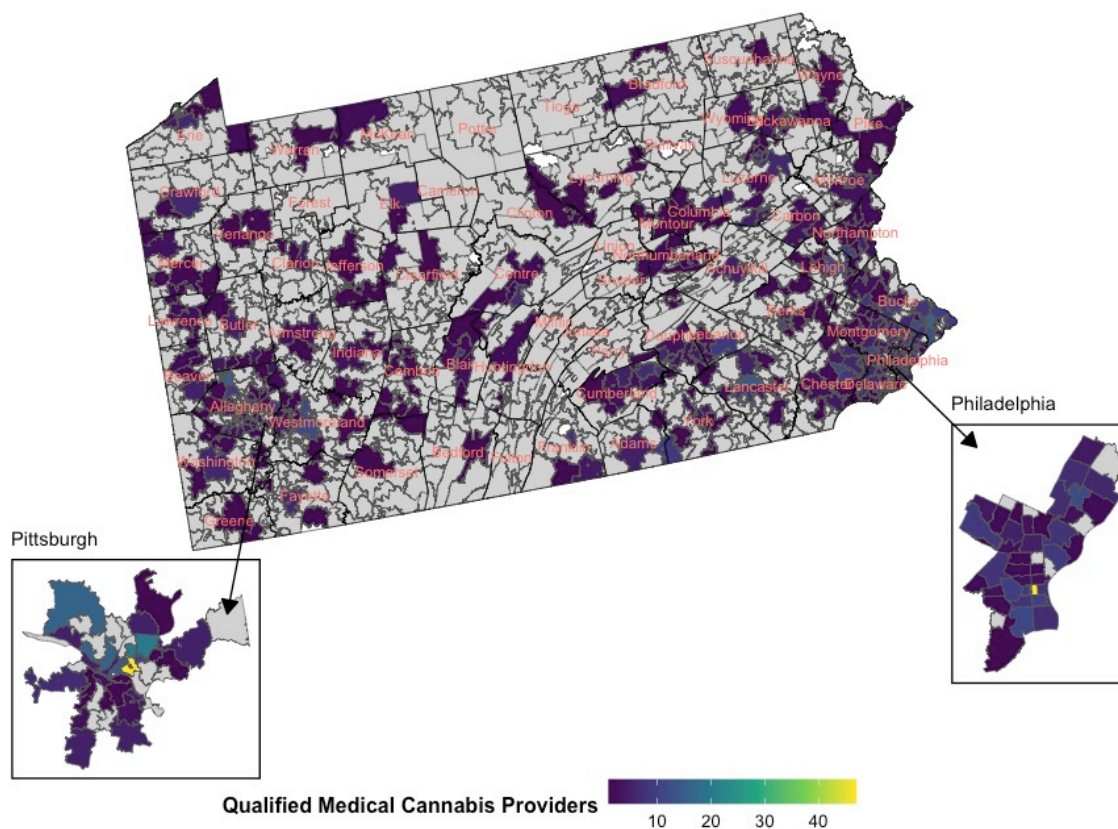 Susquehanna
Wayne
Bradford
Tioga
Wyoming
Lackawanna
Erie
McKean
Potter
Pike
Warren
Sullivan
Crawford
Cameron
Lycoming
Luzerne
Monroe
Forest
Elk
Clinton
Columbia
Carbon
Venange
Montour
Northampton
Mercer
Clarion
Jefferson
Clearfield
Centre
Union
Northumberland
Schuylkill
Lehigh
Snyder
Lawrence
Butler
Armstrong
Mifflin
Juniata
Berks
Bucks
Indiana
Dauphin
Lebanon
Montgomery
Beaver
Cambria
Blair
Huntingdon
Perry
Philadelphia
Allegheny
Cumberland
Lancaster
Chester
Delaware
Westmoreland
York
Philadelphia
Washington
Somerset
Bedford
Fulton
Franklin
Adams
Fayette
Greene
Pittsburgh
Qualified Medical Cannabis Providers
10 20 30 40